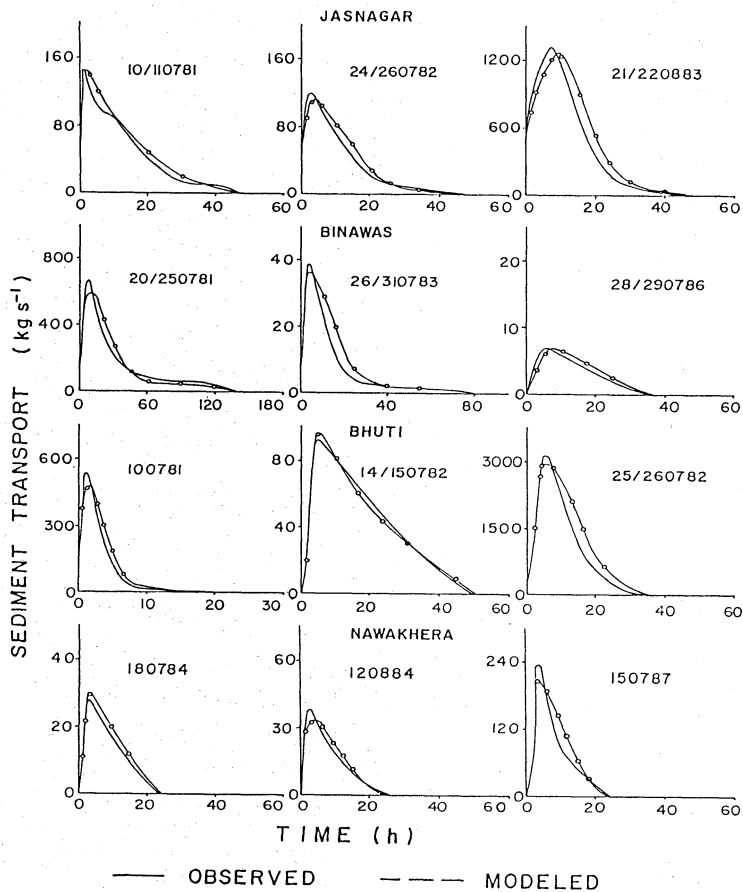 JASNAGAR
160
80
0
0 20 40 60
10/110781
160
80
0
0 20 40 60
24/260782
1200
600
0
0 20 40 60
21/220883
BINAWAS
800
400
0
0 60 120 180
20/250781
40
20
0
0 40 80
26/310783
20
10
0
0 20 40 60
28/290786
BHUTI
600
300
0
0 10 20 30
100781
80
40
0
0 20 40 60
14/150782
3000
1500
0
0 20 40 60
25/260782
NAWAKHERA
40
20
0
0 20 40 60
180784
60
30
0
0 20 40 60
120884
240
120
0
0 20 40 60
150787
SEDIMENT TRANSPORT (kg s⁻¹)
TIME (h)
OBSERVED
MODELED